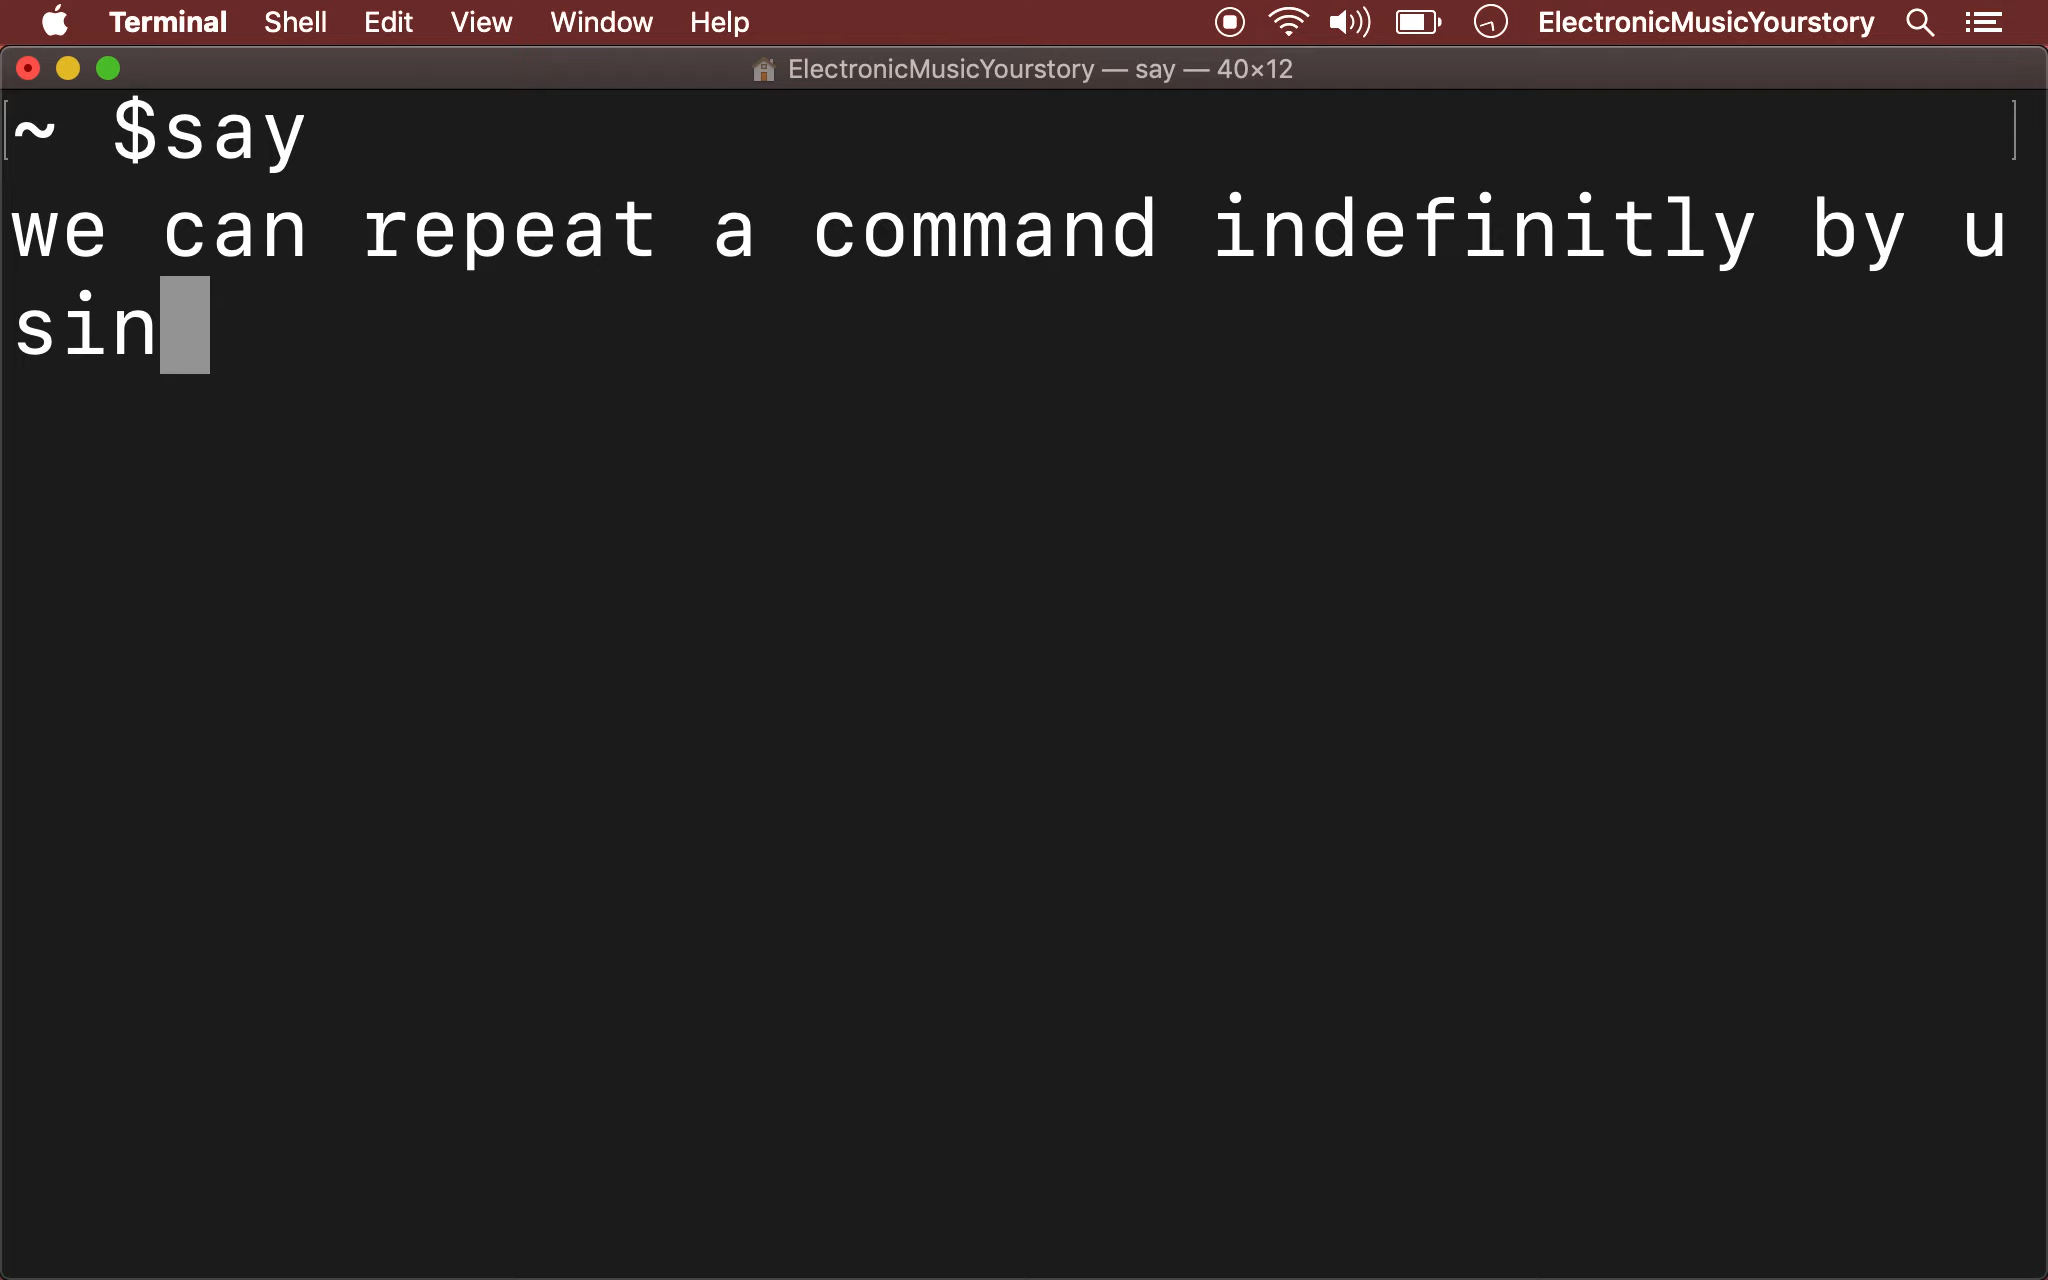 Terminal Shell Edit View Window Help ElectronicMusicYourstory
ElectronicMusicYourstory — say — 40×12
~ $say
we can repeat a command indefinitly by u
sin